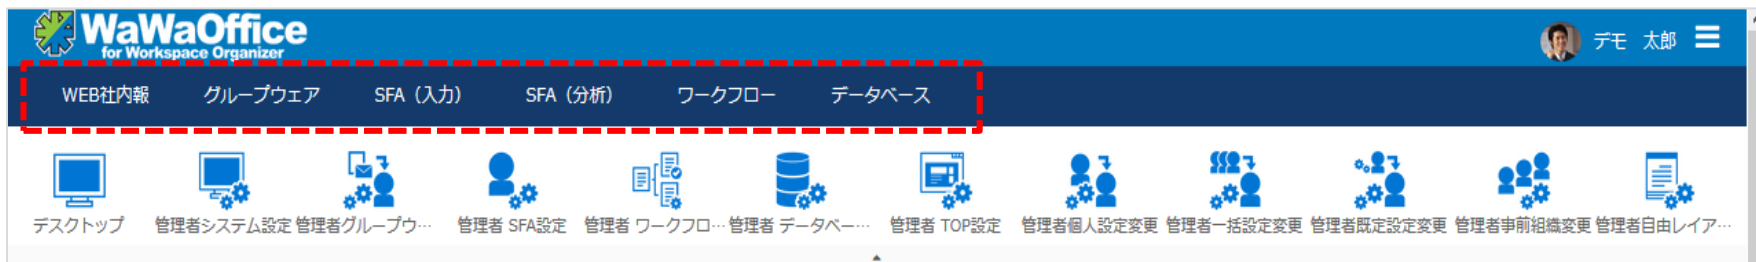 WaWaOffice
for Workspace Organizer
デモ 太郎
WEB社内報 グループウェア SFA（入力） SFA（分析） ワークフロー データベース
デスクトップ 管理者システム設定 管理者グループウ… 管理者 SFA設定 管理者 ワークフロ… 管理者 データベー… 管理者 TOP設定 管理者個人設定変更 管理者一括設定変更 管理者既定設定変更 管理者事前組織変更 管理者自由レイア…